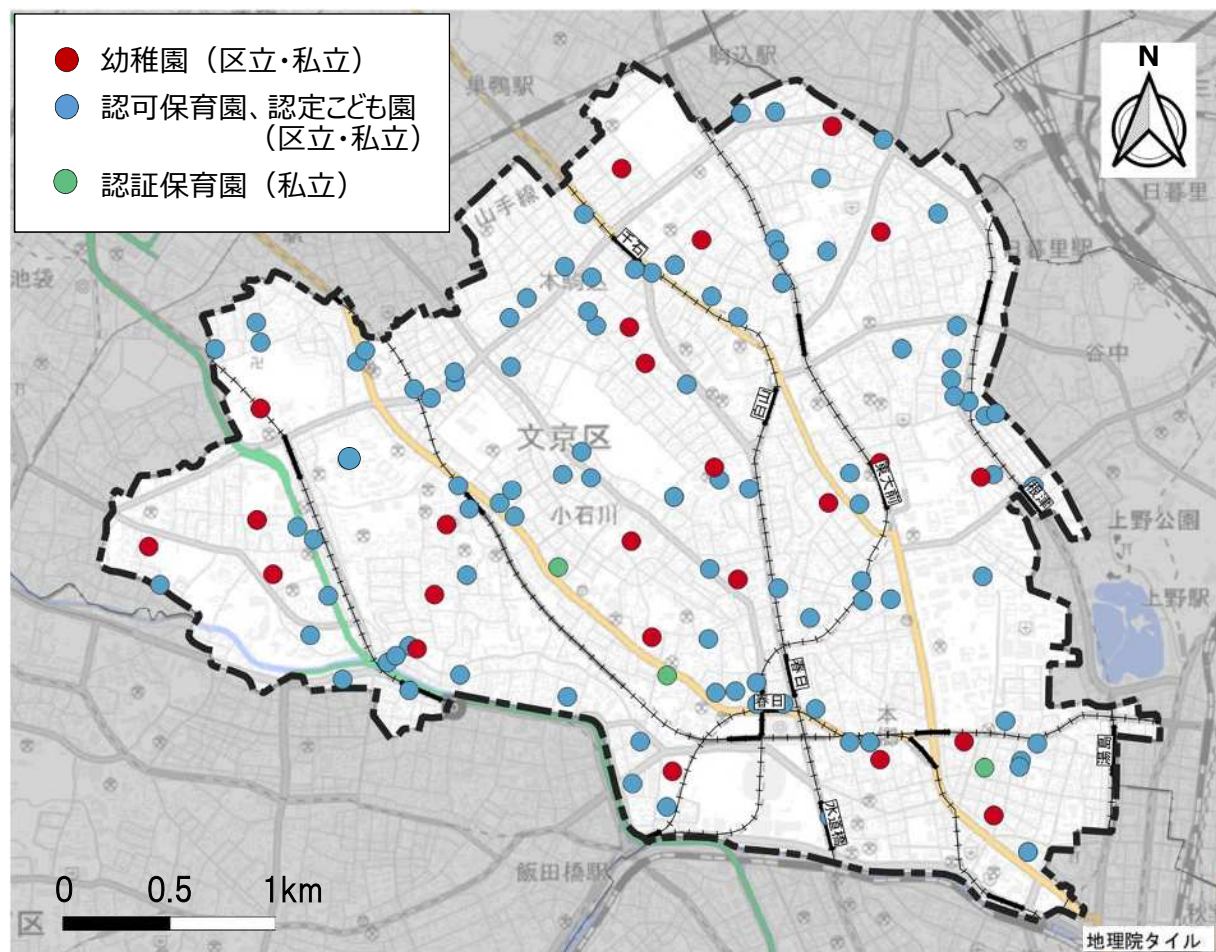 幼稚園（区立・私立）
認可保育園、認定こども園
（区立・私立）
認証保育園（私立）
N
駒込駅
巣鴨駅
山手線
日暮里
日暮里駅
千石
池袋
本駒込
谷中
白山
文京区
東大前
根津
小石川
上野公園
上野駅
春日
春日
本郷
湯島
水道橋
飯田橋駅
0 0.5 1km
区
地理院タイル